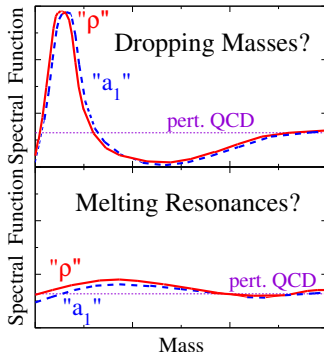 "ρ"
Dropping Masses?
"a₁"
pert. QCD
Spectral Function
Melting Resonances?
"ρ"
pert. QCD
"a₁"
Spectral Function
Mass